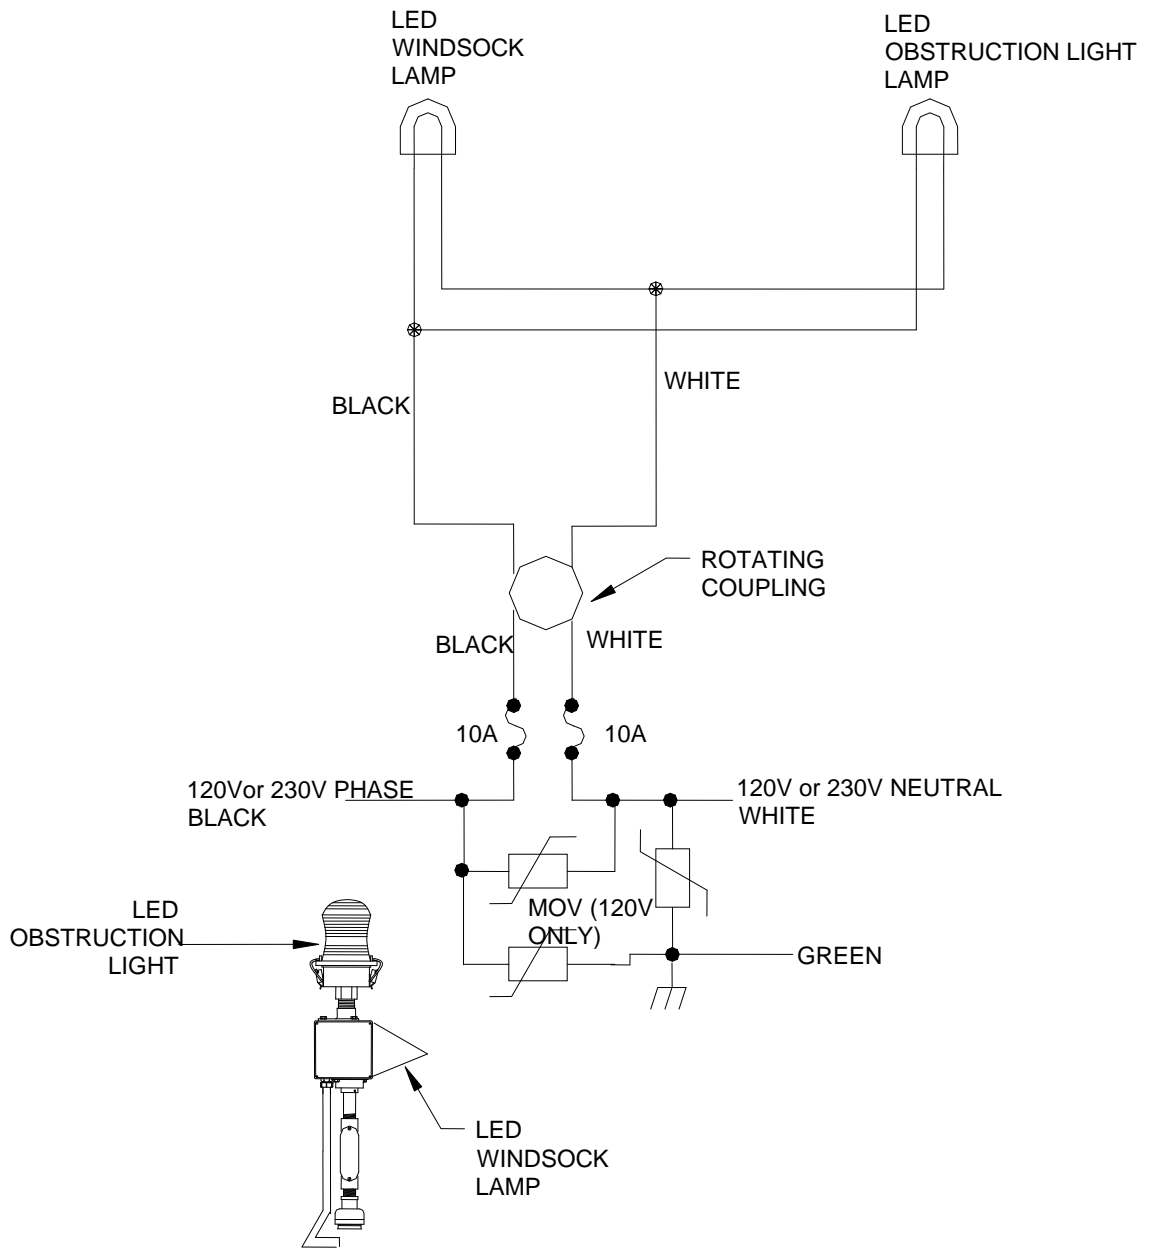 LED
WINDSOCK
LAMP
LED
OBSTRUCTION LIGHT
LAMP
WHITE
BLACK
ROTATING
COUPLING
BLACK
WHITE
10A
10A
120Vor 230V PHASE
BLACK
120V or 230V NEUTRAL
WHITE
MOV (120V
ONLY)
LED
OBSTRUCTION
LIGHT
GREEN
LED
WINDSOCK
LAMP